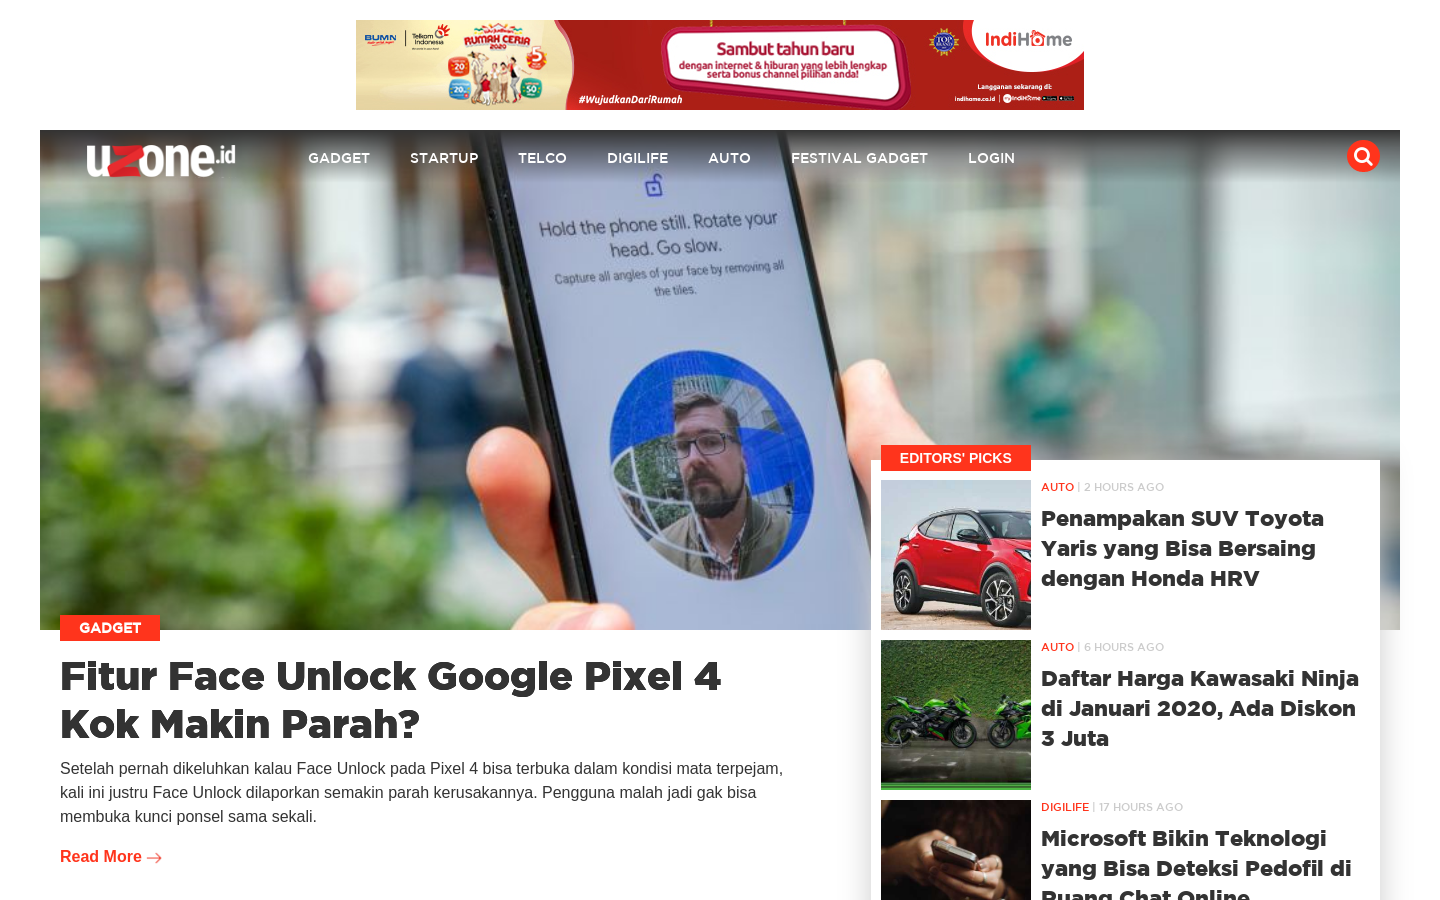 BUMN
Telkom
Indonesia
RUMAH CERIA
2020
5
20
20
50
#WujudkanDariRumah
Sambut tahun baru
dengan internet & hiburan yang lebih lengkap
serta bonus channel pilihan anda!
TOP
BRAND
IndiHome
Langganan sekarang di:
indihome.co.id | myIndiHome
uzone.id
GADGET
STARTUP
TELCO
DIGILIFE
AUTO
FESTIVAL GADGET
LOGIN
Hold the phone still. Rotate your
head. Go slow.
Capture all angles of your face by removing all
the tiles.
GADGET
Fitur Face Unlock Google Pixel 4
Kok Makin Parah?
Setelah pernah dikeluhkan kalau Face Unlock pada Pixel 4 bisa terbuka dalam kondisi mata terpejam,
kali ini justru Face Unlock dilaporkan semakin parah kerusakannya. Pengguna malah jadi gak bisa
membuka kunci ponsel sama sekali.
Read More
EDITORS' PICKS
AUTO | 2 HOURS AGO
Penampakan SUV Toyota
Yaris yang Bisa Bersaing
dengan Honda HRV
AUTO | 6 HOURS AGO
Daftar Harga Kawasaki Ninja
di Januari 2020, Ada Diskon
3 Juta
DIGILIFE | 17 HOURS AGO
Microsoft Bikin Teknologi
yang Bisa Deteksi Pedofil di
Ruang Chat Online